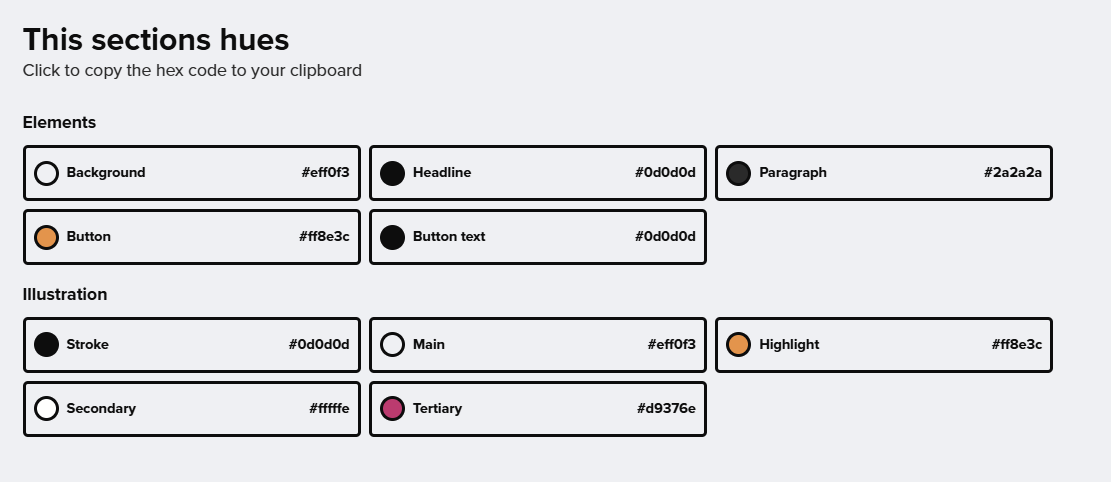 This sections hues
Click to copy the hex code to your clipboard
Elements
Background #eff0f3 Headline #0d0d0d Paragraph #2a2a2a
Button #ff8e3c Button text #0d0d0d
Illustration
Stroke #0d0d0d Main #eff0f3 Highlight #ff8e3c
Secondary #fffffe Tertiary #d9376e